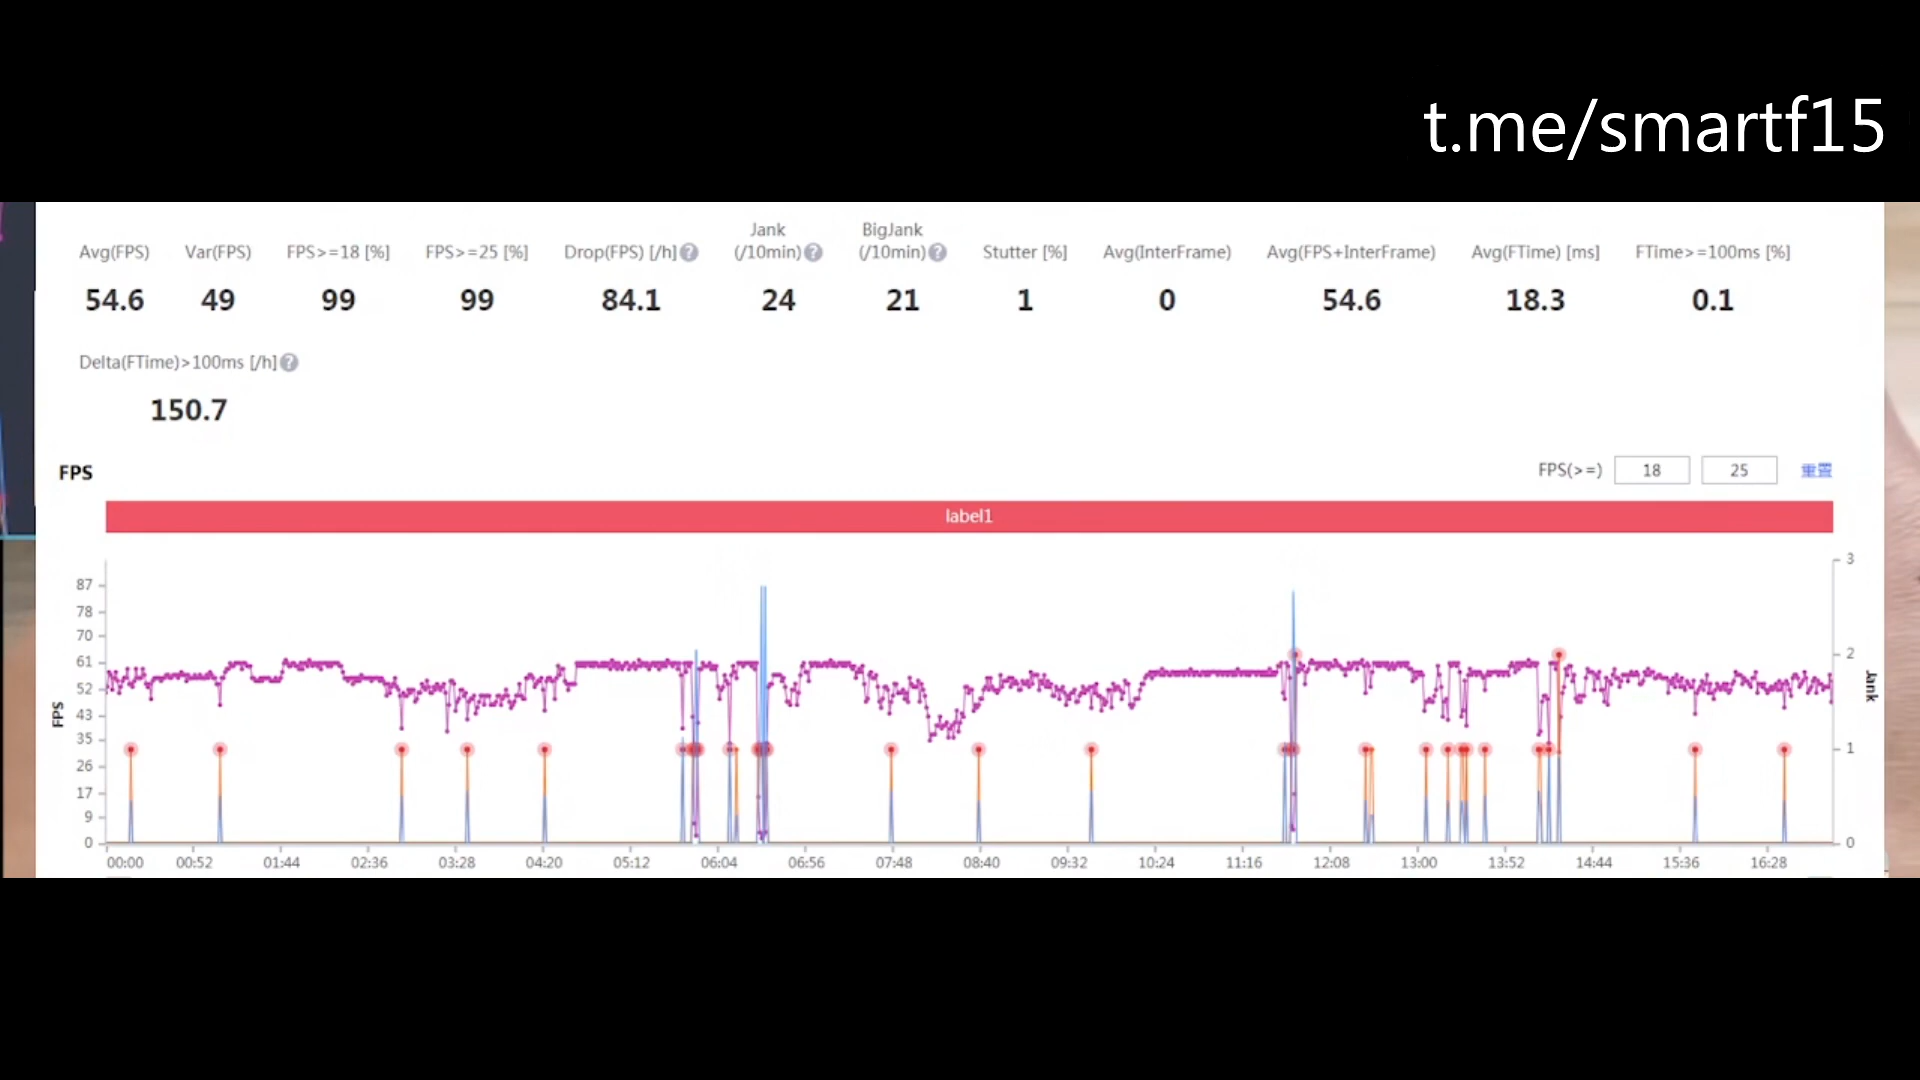 t.me/smartf15
Avg(FPS) Var(FPS) FPS>=18 [%] FPS>=25 [%] Drop(FPS) [/h] Jank (/10min) BigJank (/10min) Stutter [%] Avg(InterFrame) Avg(FPS+InterFrame) Avg(FTime) [ms] FTime>=100ms [%]
54.6 49 99 99 84.1 24 21 1 0 54.6 18.3 0.1
Delta(FTime)>100ms [/h]
150.7
FPS FPS(>=) 18 25 重置
label1
3
87
78
70
61 2
52
43
35 1
26
17
9
0 0
FPS
Jank
00:00 00:52 01:44 02:36 03:28 04:20 05:12 06:04 06:56 07:48 08:40 09:32 10:24 11:16 12:08 13:00 13:52 14:44 15:36 16:28